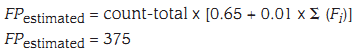 FPestimated = count-total x [0.65 + 0.01 x Σ (Fi)]
FPestimated = 375